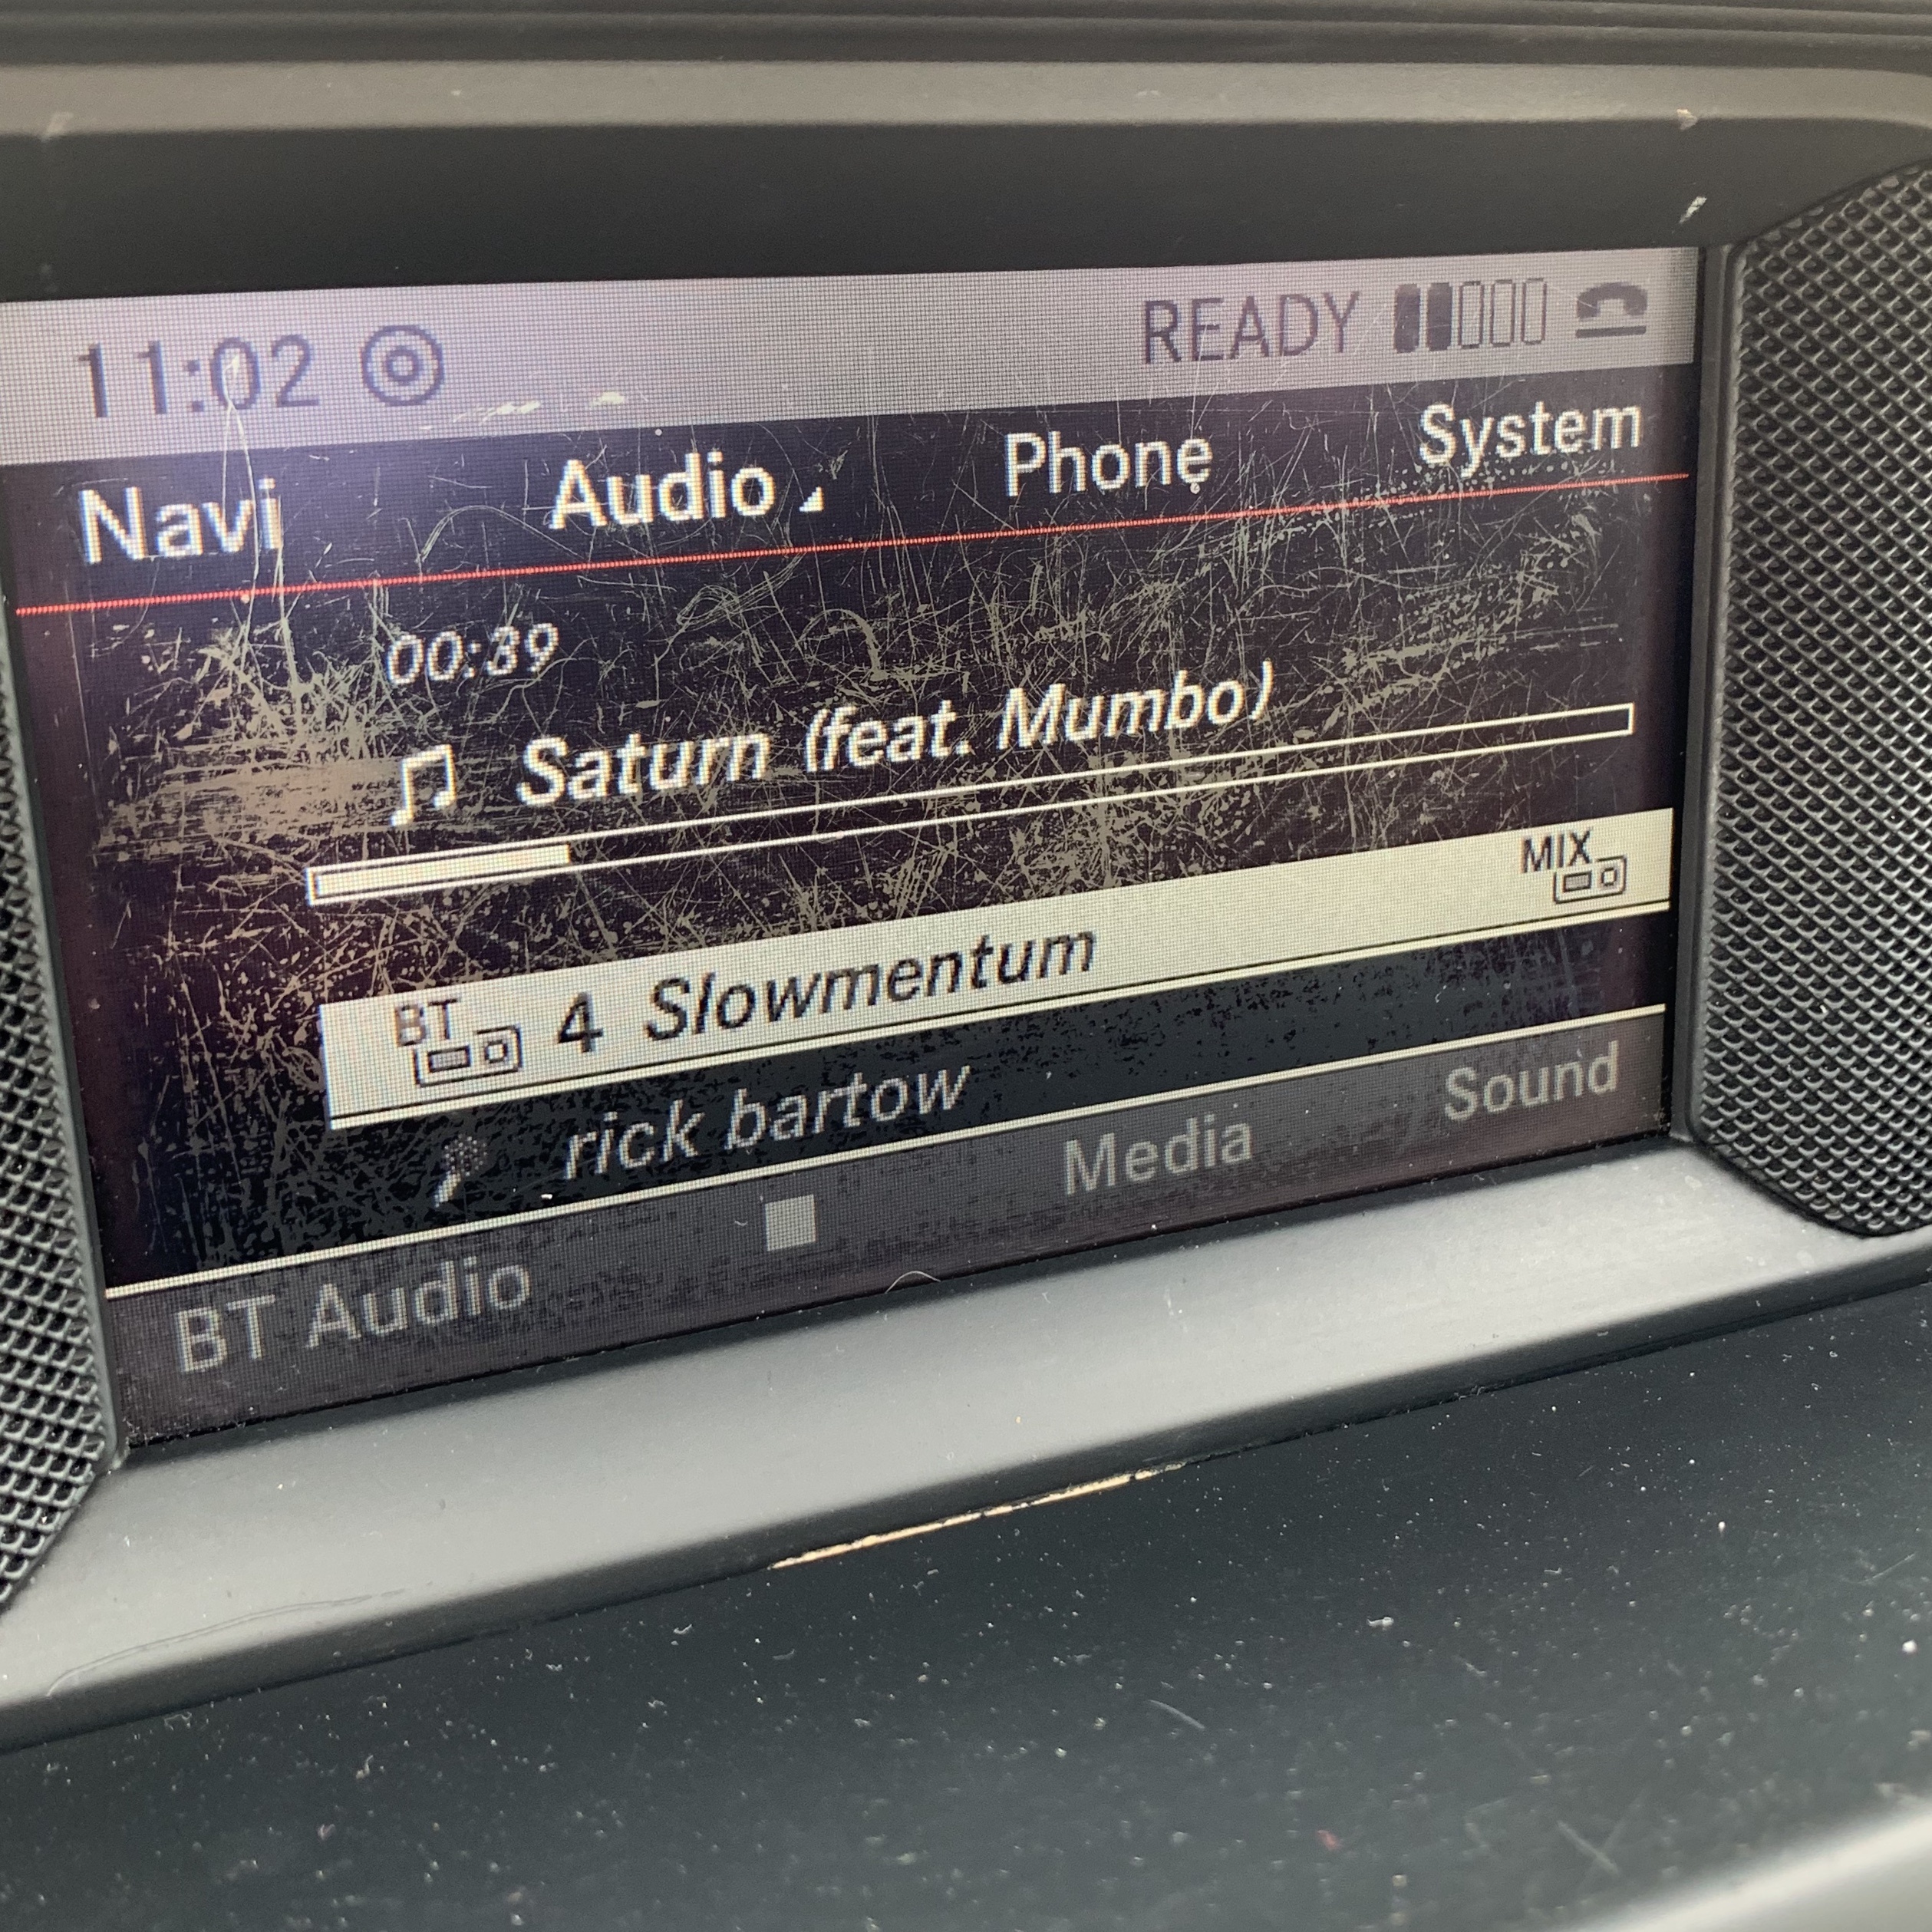 11:02 READY
Navi Audio Phone System
00:39
Saturn (feat. Mumbo)
MIX
BT 4 Slowmentum
rick bartow
BT Audio Media Sound